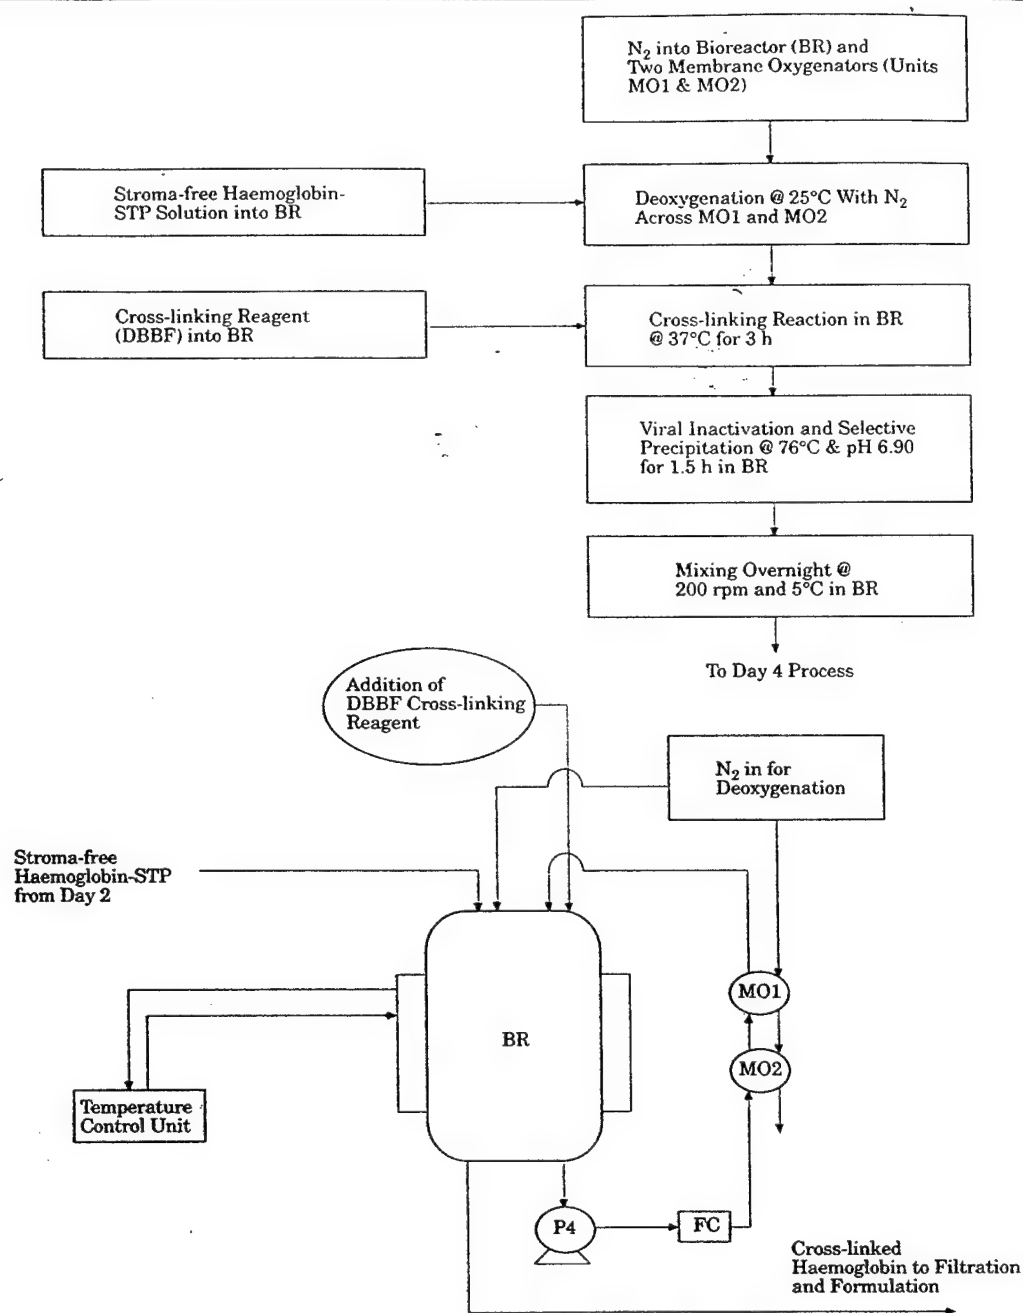 N2 into Bioreactor (BR) and
Two Membrane Oxygenators (Units
MO1 & MO2)
Stroma-free Haemoglobin-
STP Solution into BR
Deoxygenation @ 25°C With N2
Across MO1 and MO2
Cross-linking Reagent
(DBBF) into BR
Cross-linking Reaction in BR
@ 37°C for 3 h
Viral Inactivation and Selective
Precipitation @ 76°C & pH 6.90
for 1.5 h in BR
Mixing Overnight @
200 rpm and 5°C in BR
To Day 4 Process
Addition of
DBBF Cross-linking
Reagent
N2 in for
Deoxygenation
Stroma-free
Haemoglobin-STP
from Day 2
MO1
BR
MO2
Temperature
Control Unit
P4
FC
Cross-linked
Haemoglobin to Filtration
and Formulation